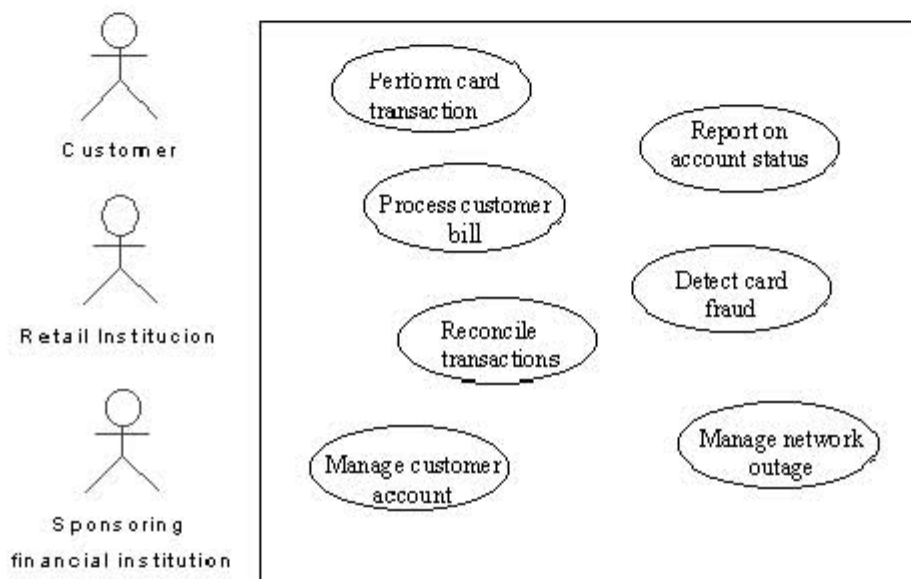 Customer
Retail Institucion
Sponsoring
financial institution
Perform card
transaction
Process customer
bill
Reconcile
transactions
Manage customer
account
Report on
account status
Detect card
fraud
Manage network
outage